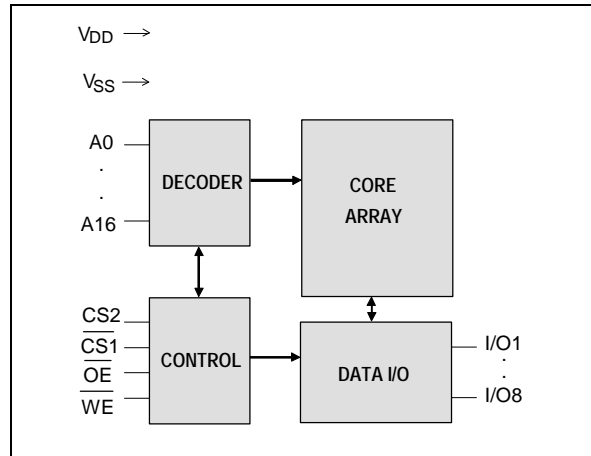 VDD
VSS
A0
.
.
A16
DECODER
CORE
ARRAY
CS2
CS1
OE
WE
CONTROL
DATA I/O
I/O1
.
.
I/O8